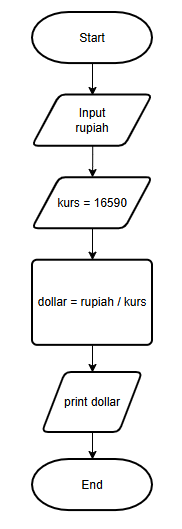 Start
Input
rupiah
kurs = 16590
dollar = rupiah / kurs
print dollar
End